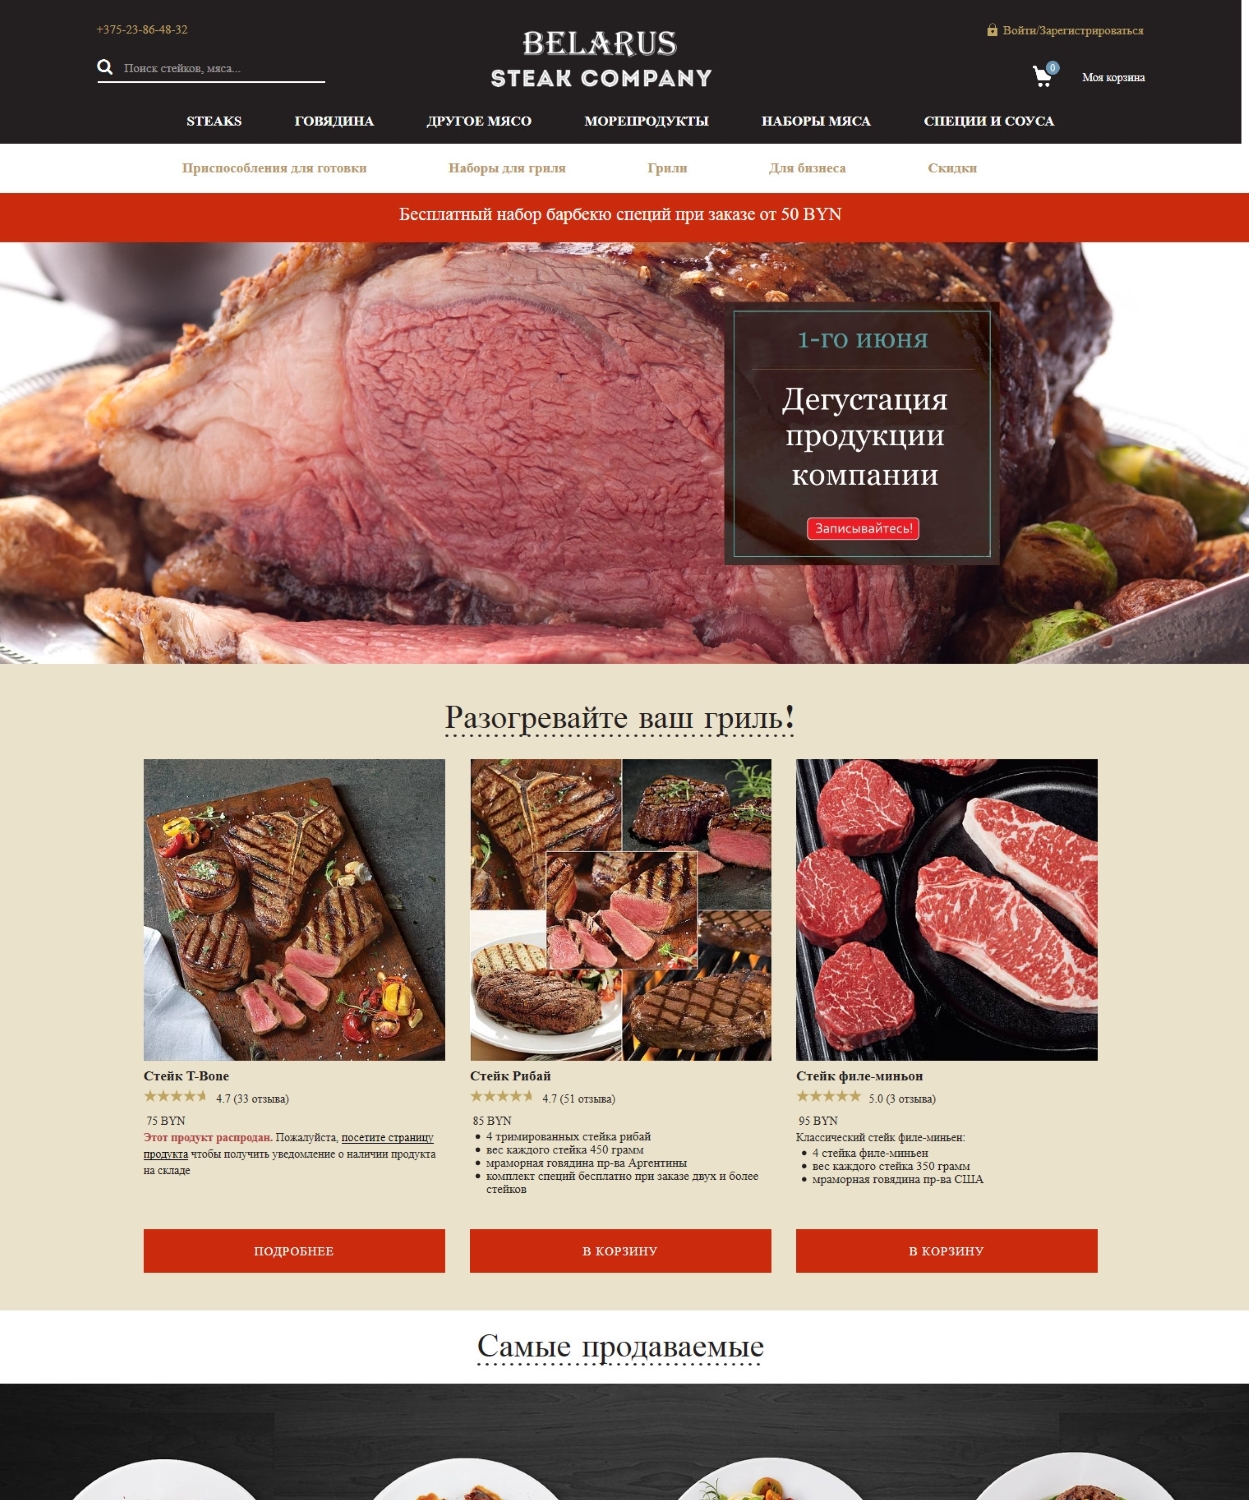 +375-23-86-48-32
BELARUS
STEAK COMPANY
Войти/Зарегистрироваться
Поиск стейков, мяса...
0
Моя корзина
STEAKS ГОВЯДИНА ДРУГОЕ МЯСО МОРЕПРОДУКТЫ НАБОРЫ МЯСА СПЕЦИИ И СОУСА
Приспособления для готовки Наборы для гриля Грили Для бизнеса Скидки
Бесплатный набор барбекю специй при заказе от 50 BYN
1-го июня
Дегустация
продукции
компании
Записывайтесь!
Разогревайте ваш гриль!
Стейк T-Bone
4.7 (33 отзыва)
75 BYN
Этот продукт распродан. Пожалуйста, посетите страницу
продукта чтобы получить уведомление о наличии продукта
на складе
ПОДРОБНЕЕ
Стейк Рибай
4.7 (51 отзыва)
85 BYN
• 4 тримированных стейка рибай
• вес каждого стейка 450 грамм
• мраморная говядина пр-ва Аргентины
• комплект специй бесплатно при заказе двух и более
стейков
В КОРЗИНУ
Стейк филе-миньон
5.0 (3 отзыва)
95 BYN
Классический стейк филе-миньен:
• 4 стейка филе-миньен
• вес каждого стейка 350 грамм
• мраморная говядина пр-ва США
В КОРЗИНУ
Самые продаваемые